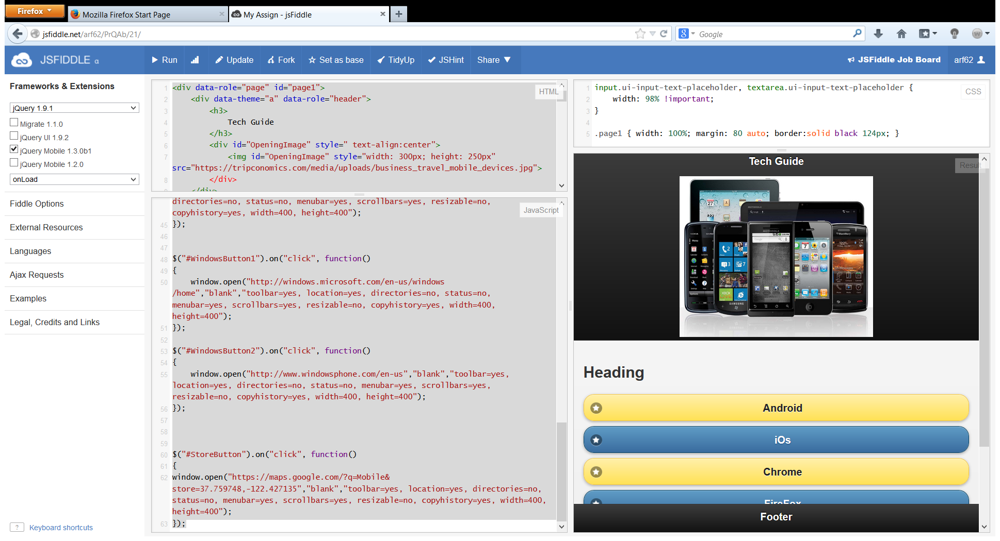 Firefox
Mozilla Firefox Start Page
My Assign - jsFiddle
jsfiddle.net/arf62/PrQAb/21/
Google
JSFIDDLE α
Run
Update
Fork
Set as base
TidyUp
JSHint
Share
JSFiddle Job Board
arf62
Frameworks & Extensions
jQuery 1.9.1
Migrate 1.1.0
jQuery UI 1.9.2
jQuery Mobile 1.3.0b1
jQuery Mobile 1.2.0
onLoad
Fiddle Options
External Resources
Languages
Ajax Requests
Examples
Legal, Credits and Links
? Keyboard shortcuts
HTML
1 <div data-role="page" id="page1">
2 <div data-theme="a" data-role="header">
3 <h3>
4 Tech Guide
5 </h3>
6 <div id="OpeningImage" style=" text-align:center">
7 <img id="OpeningImage" style="width: 300px; height: 250px"
src="https://tripconomics.com/media/uploads/business_travel_mobile_devices.jpg">
8 </div>
</div>
JavaScript
directories=no, status=no, menubar=yes, scrollbars=yes, resizable=no,
copyhistory=yes, width=400, height=400");
45 });
46
47
48 $("#WindowsButton1").on("click", function()
49 {
50 window.open("http://windows.microsoft.com/en-us/windows
/home","blank","toolbar=yes, location=yes, directories=no, status=no,
menubar=yes, scrollbars=yes, resizable=no, copyhistory=yes, width=400,
height=400");
51 });
52
53 $("#WindowsButton2").on("click", function()
54 {
55 window.open("http://www.windowsphone.com/en-us","blank","toolbar=yes,
location=yes, directories=no, status=no, menubar=yes, scrollbars=yes,
resizable=no, copyhistory=yes, width=400, height=400");
56 });
57
58
59
60 $("#StoreButton").on("click", function()
61 {
62 window.open("https://maps.google.com/?q=Mobile&
store=37.759748,-122.427135","blank","toolbar=yes, location=yes, directories=no,
status=no, menubar=yes, scrollbars=yes, resizable=no, copyhistory=yes, width=400,
height=400");
63 });
CSS
1 input.ui-input-text-placeholder, textarea.ui-input-text-placeholder {
2 width: 98% !important;
3 }
4
5 .page1 { width: 100%; margin: 80 auto; border:solid black 124px; }
Result
Tech Guide
MOTOROLA
NOKIA
SAMSUNG
MOTOROLA
BlackBerry
Menu
XBOX
Options
Heading
Android
iOs
Chrome
FireFox
Footer